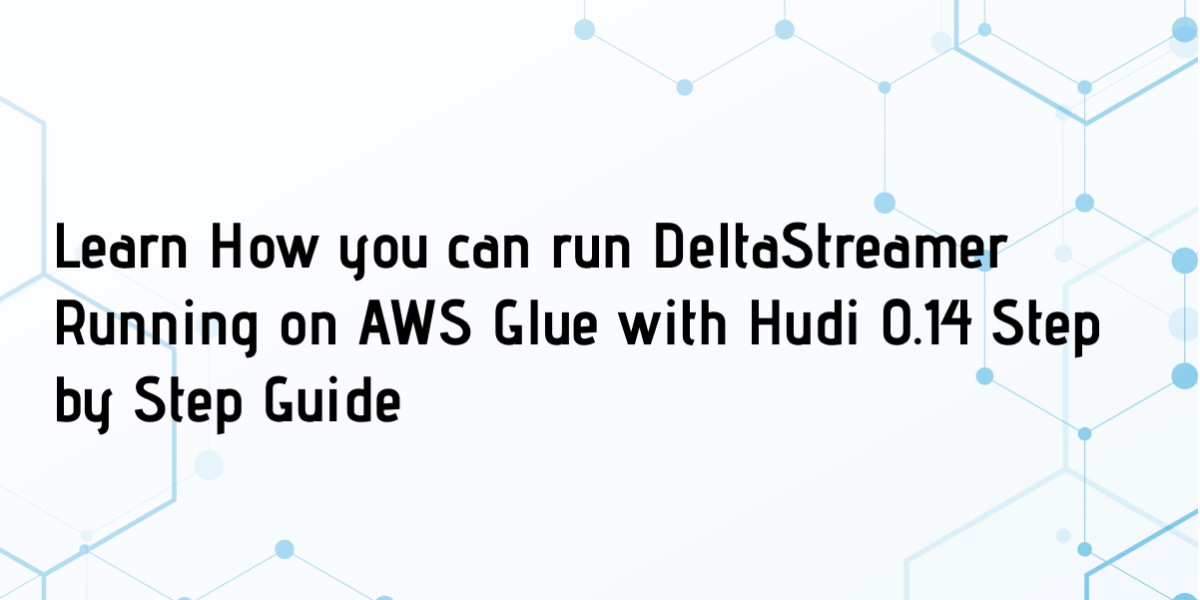 Learn How you can run DeltaStreamer
Running on AWS Glue with Hudi 0.14 Step
by Step Guide